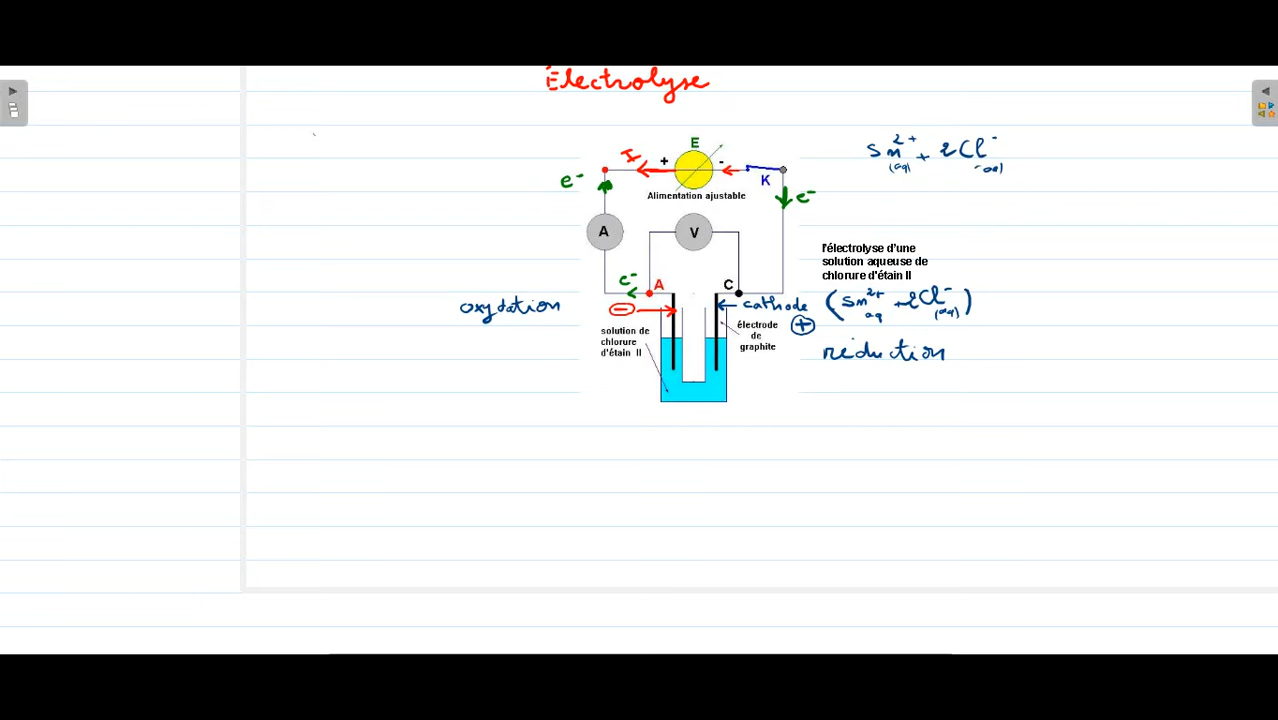 Électrolyse
E
I
+
-
e⁻
K
Alimentation ajustable
e⁻
Sn²⁺(aq) + 2Cl⁻(aq)
A
V
l'électrolyse d'une
solution aqueuse de
chlorure d'étain II
(Sn²⁺aq + 2Cl⁻(aq))
e⁻
A
C
oxydation
−
cathode
+
solution de
chlorure
d'étain II
électrode
de
graphite
réduction